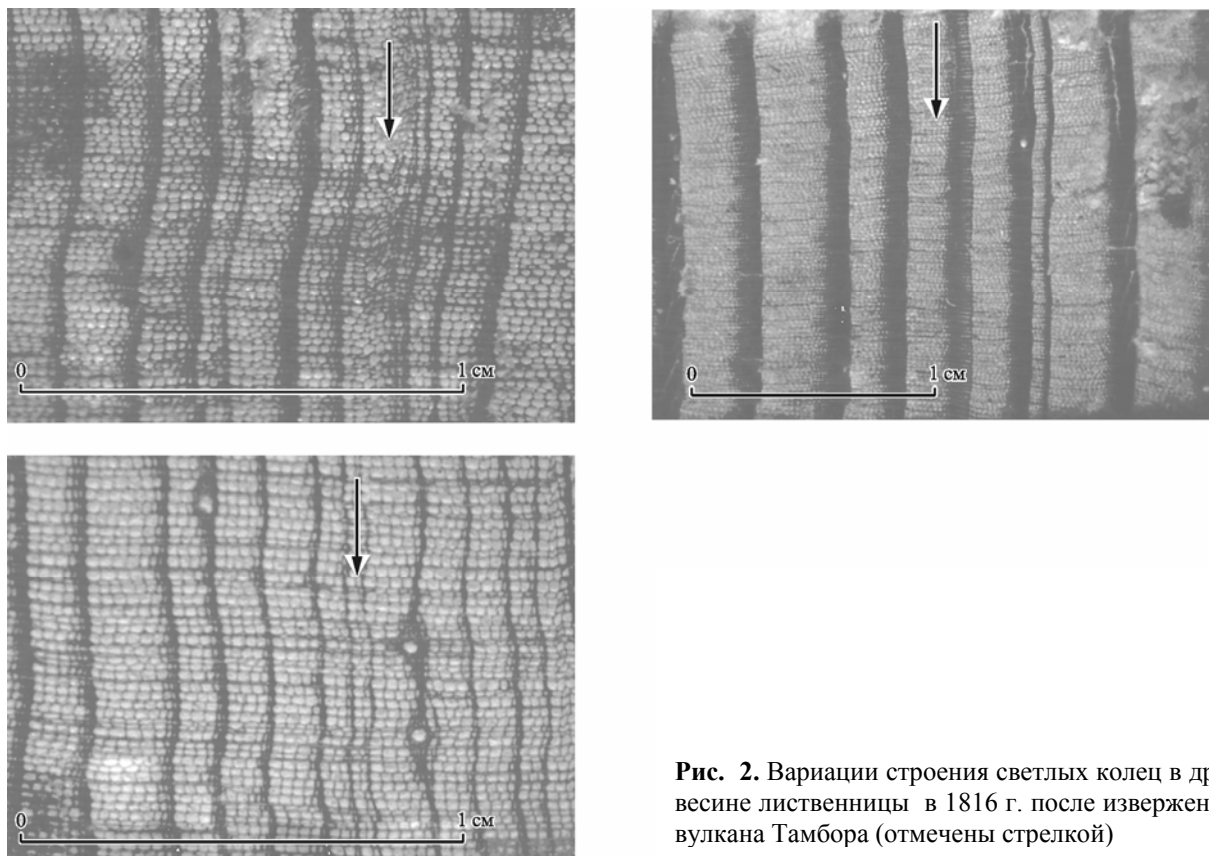 0 1 см
0 1 см
0 1 см
Рис. 2. Вариации строения светлых колец в др
весине лиственницы в 1816 г. после извержен
вулкана Тамбора (отмечены стрелкой)